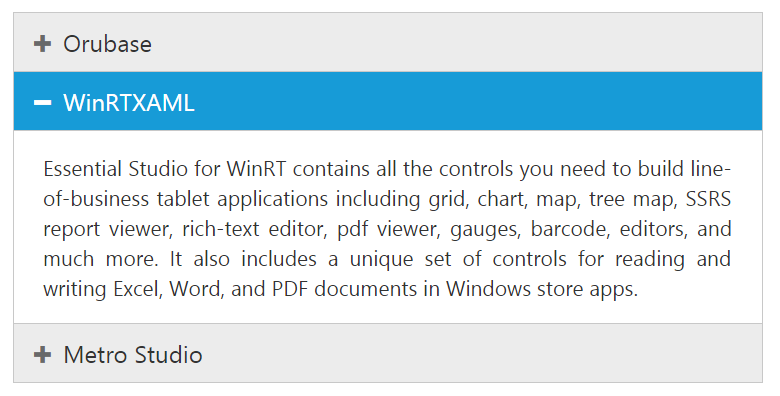 Orubase
WinRTXAML
Essential Studio for WinRT contains all the controls you need to build line-
of-business tablet applications including grid, chart, map, tree map, SSRS
report viewer, rich-text editor, pdf viewer, gauges, barcode, editors, and
much more. It also includes a unique set of controls for reading and
writing Excel, Word, and PDF documents in Windows store apps.
Metro Studio